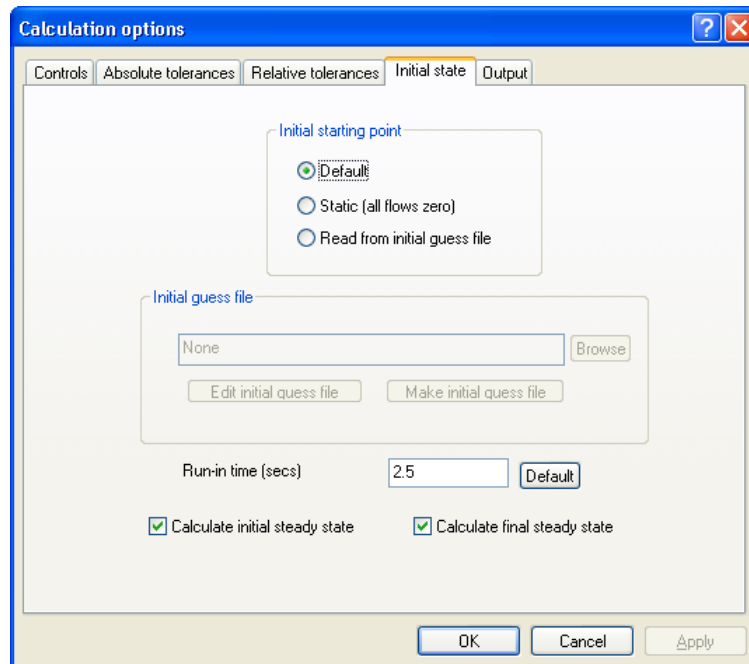 Calculation options
Controls Absolute tolerances Relative tolerances Initial state Output
Initial starting point
Default
Static (all flows zero)
Read from initial guess file
Initial guess file
None Browse
Edit initial guess file Make initial guess file
Run-in time (secs) 2.5 Default
Calculate initial steady state Calculate final steady state
OK Cancel Apply